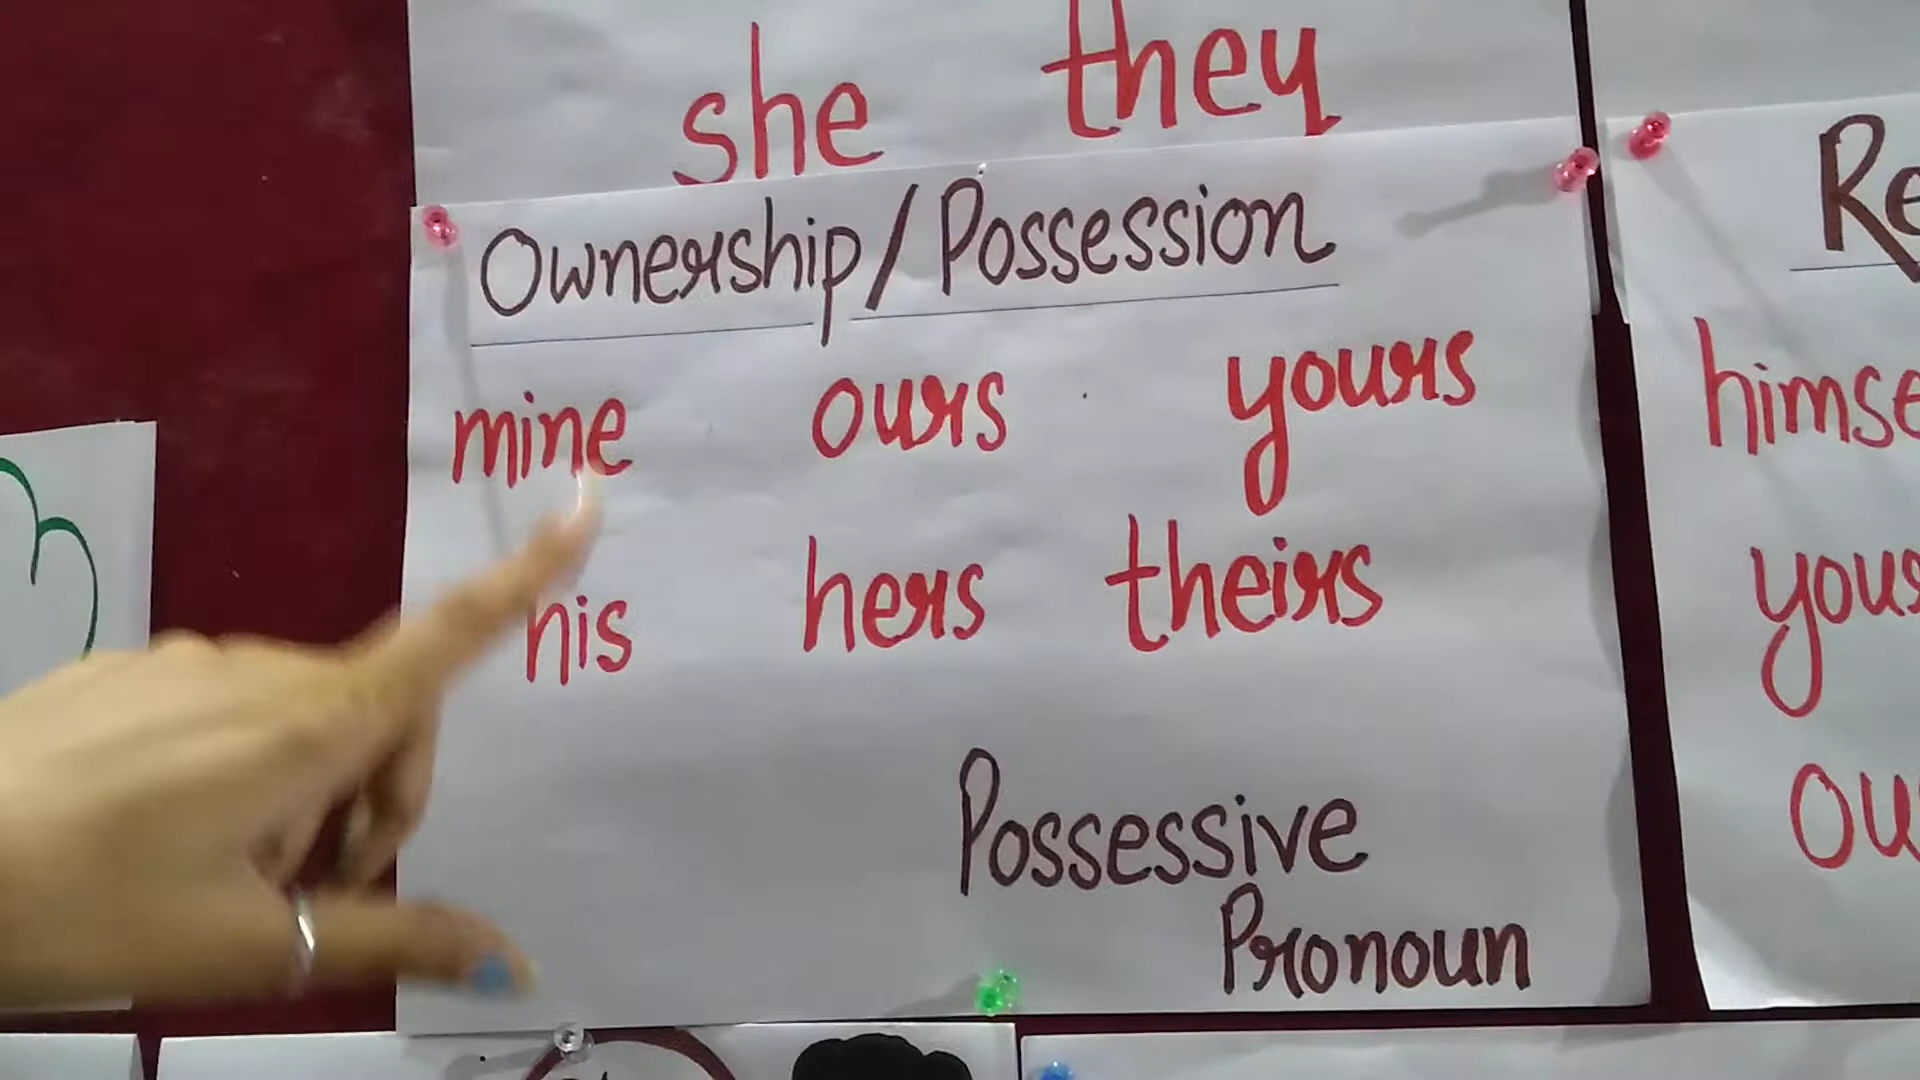 she they
Ownership/Possession
mine ours yours
his hers theirs
Possessive
Pronoun